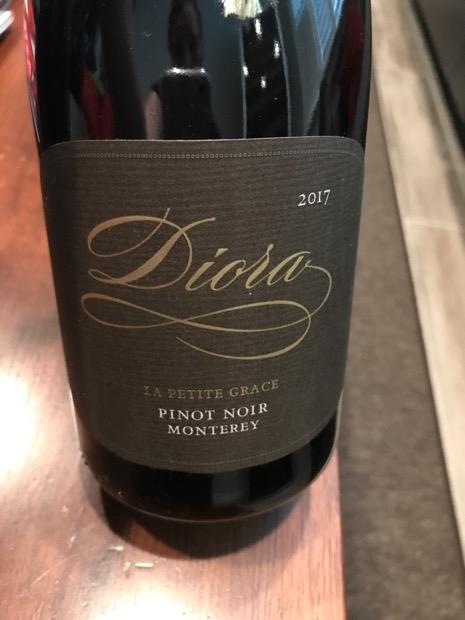 2017
Diora
LA PETITE GRACE
PINOT NOIR
MONTEREY